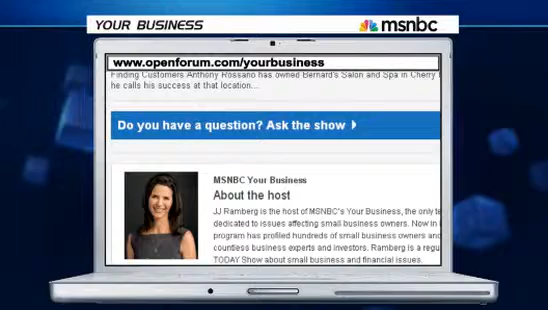 YOUR BUSINESS
msnbc
www.openforum.com/yourbusiness
Finding Customers Anthony Rossano has owned Bernard's Salon and Spa in Cherry
he calls his success at that location...
Do you have a question? Ask the show
MSNBC Your Business
About the host
JJ Ramberg is the host of MSNBC's Your Business, the only
dedicated to issues affecting small business owners. Now in
program has profiled hundreds of small business owners and
countless business experts and investors. Ramberg is a
TODAY Show about small business and financial issues.